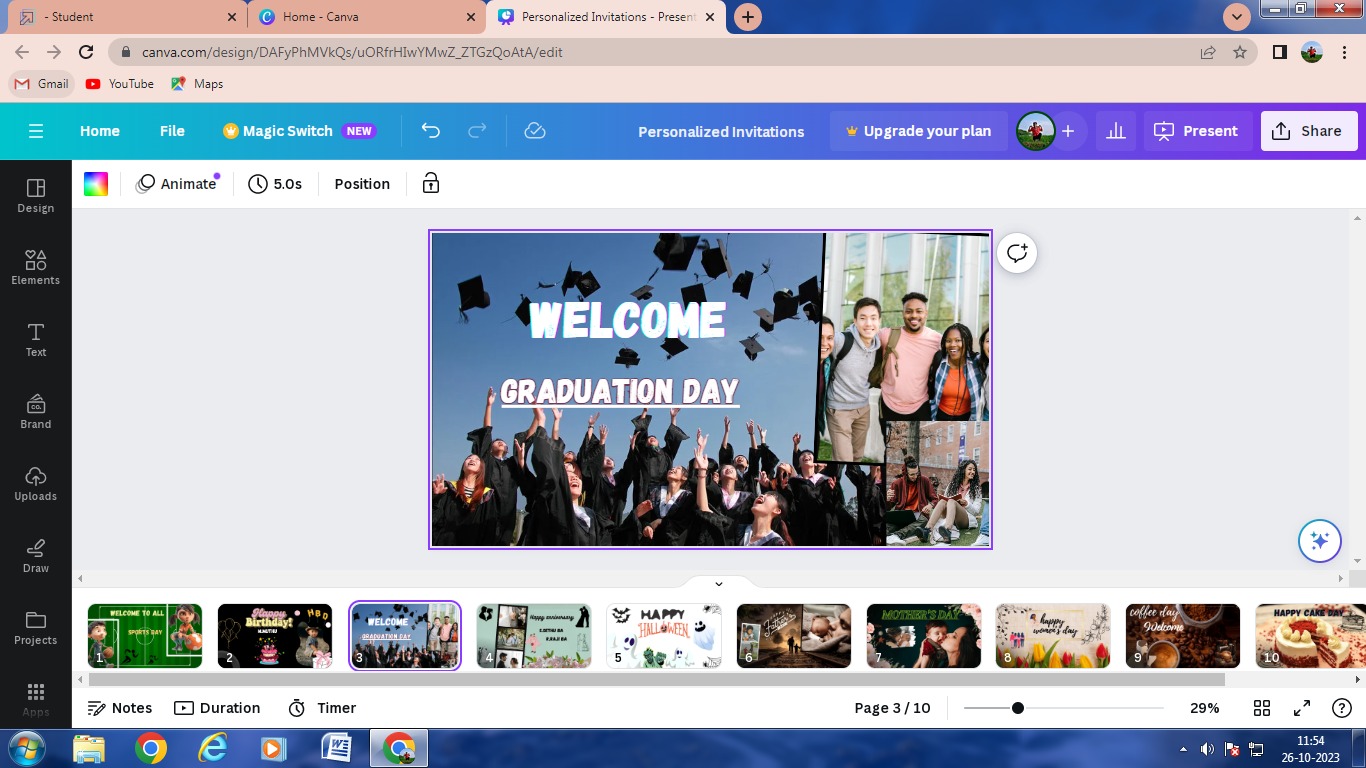 - Student
Home - Canva
Personalized Invitations - Present
canva.com/design/DAFyPhMVkQs/uORfrHIwYMwZ_ZTGzQoAtA/edit
Gmail YouTube Maps
Home File Magic Switch NEW Personalized Invitations Upgrade your plan Present Share
Animate 5.0s Position
Design
Elements
Text
Brand
Uploads
Draw
Projects
Apps
WELCOME
GRADUATION DAY
WELCOME TO ALL
SPORTS DAY
1
Happy
Birthday!
HBD
2
WELCOME
GRADUATION DAY
3
Happy anniversary
4
HAPPY
HALLOWEEN
5
6
MOTHER'S DAY
7
happy
women's day
8
coffee day
Welcome
9
HAPPY CAKE DAY
10
Notes Duration Timer Page 3 / 10 29%
11:54
26-10-2023